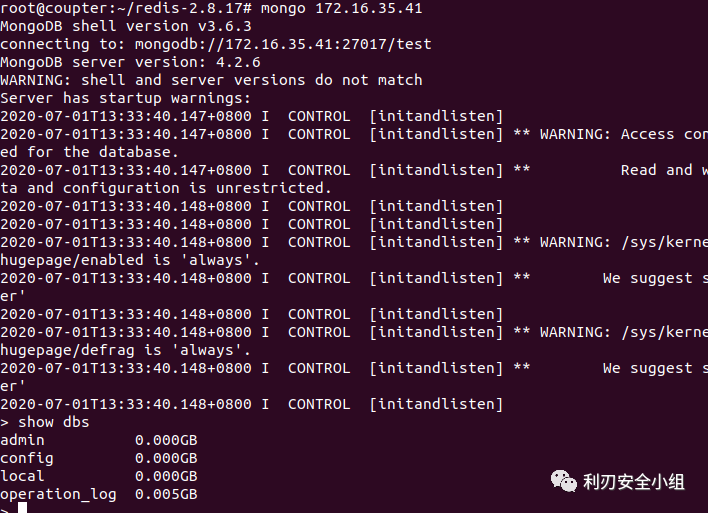 root@coupter:~/redis-2.8.17# mongo 172.16.35.41
MongoDB shell version v3.6.3
connecting to: mongodb://172.16.35.41:27017/test
MongoDB server version: 4.2.6
WARNING: shell and server versions do not match
Server has startup warnings:
2020-07-01T13:33:40.147+0800 I  CONTROL  [initandlisten]
2020-07-01T13:33:40.147+0800 I  CONTROL  [initandlisten] ** WARNING: Access con
ed for the database.
2020-07-01T13:33:40.147+0800 I  CONTROL  [initandlisten] **          Read and w
ta and configuration is unrestricted.
2020-07-01T13:33:40.148+0800 I  CONTROL  [initandlisten]
2020-07-01T13:33:40.148+0800 I  CONTROL  [initandlisten]
2020-07-01T13:33:40.148+0800 I  CONTROL  [initandlisten] ** WARNING: /sys/kerne
hugepage/enabled is 'always'.
2020-07-01T13:33:40.148+0800 I  CONTROL  [initandlisten] **        We suggest s
er'
2020-07-01T13:33:40.148+0800 I  CONTROL  [initandlisten]
2020-07-01T13:33:40.148+0800 I  CONTROL  [initandlisten] ** WARNING: /sys/kerne
hugepage/defrag is 'always'.
2020-07-01T13:33:40.148+0800 I  CONTROL  [initandlisten] **        We suggest s
er'
2020-07-01T13:33:40.148+0800 I  CONTROL  [initandlisten]
> show dbs
admin          0.000GB
config         0.000GB
local          0.000GB
operation_log  0.005GB
>
利刃安全小组